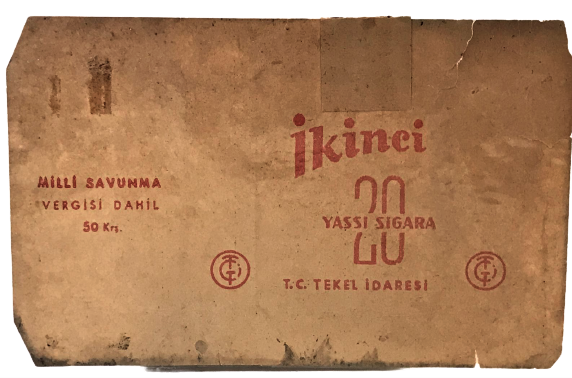 İkinci
20
YASSI SİGARA
20
T.C. TEKEL İDARESİ
MİLLİ SAVUNMA
VERGİSİ DAHİL
50 Krş.